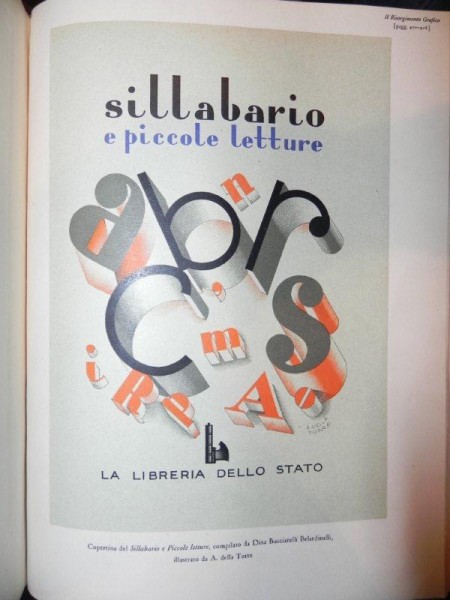 Il Risorgimento Grafico
sillabario
e piccole letture
a
b
r
n
c
s
i
m
i
R
e
p
A
s
LA LIBRERIA DELLO STATO
Copertina del Sillabario e Piccole letture, compilato da Dina Bucciarelli Belardinelli,
illustrato da A. della Torre